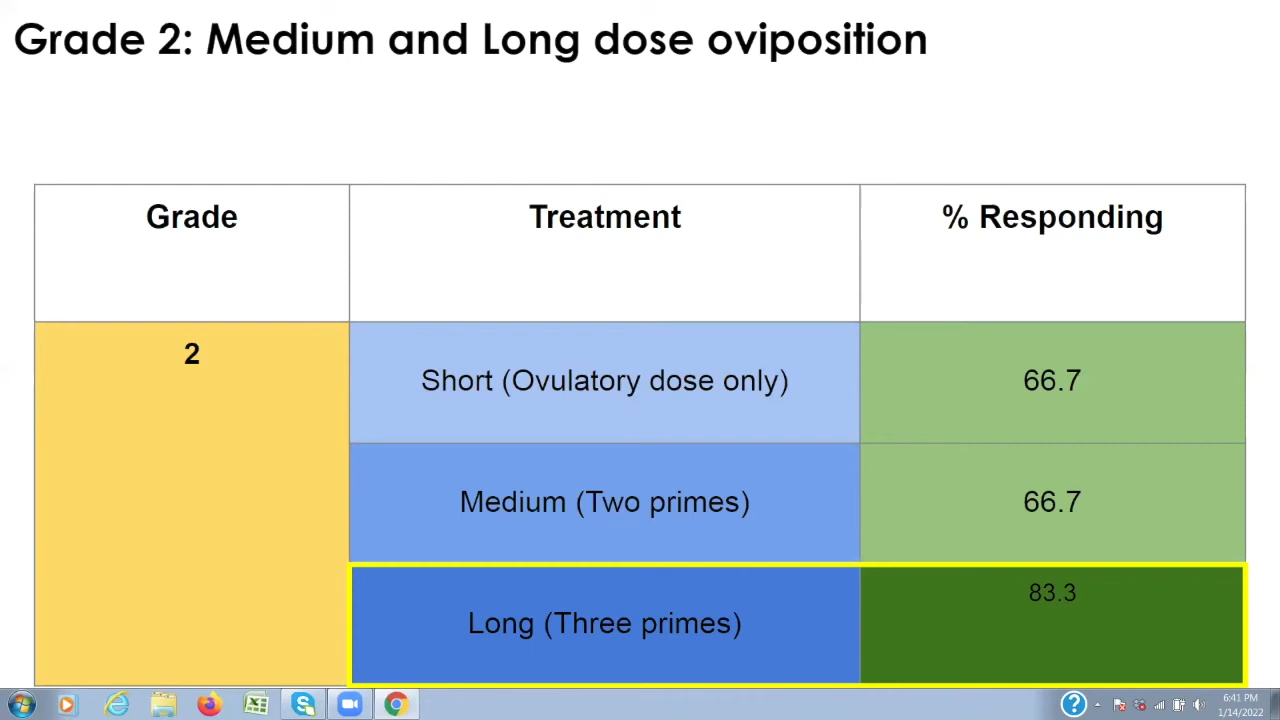 Grade 2: Medium and Long dose oviposition
Grade Treatment % Responding
2
Short (Ovulatory dose only) 66.7
Medium (Two primes) 66.7
Long (Three primes) 83.3
6:41 PM
1/14/2022